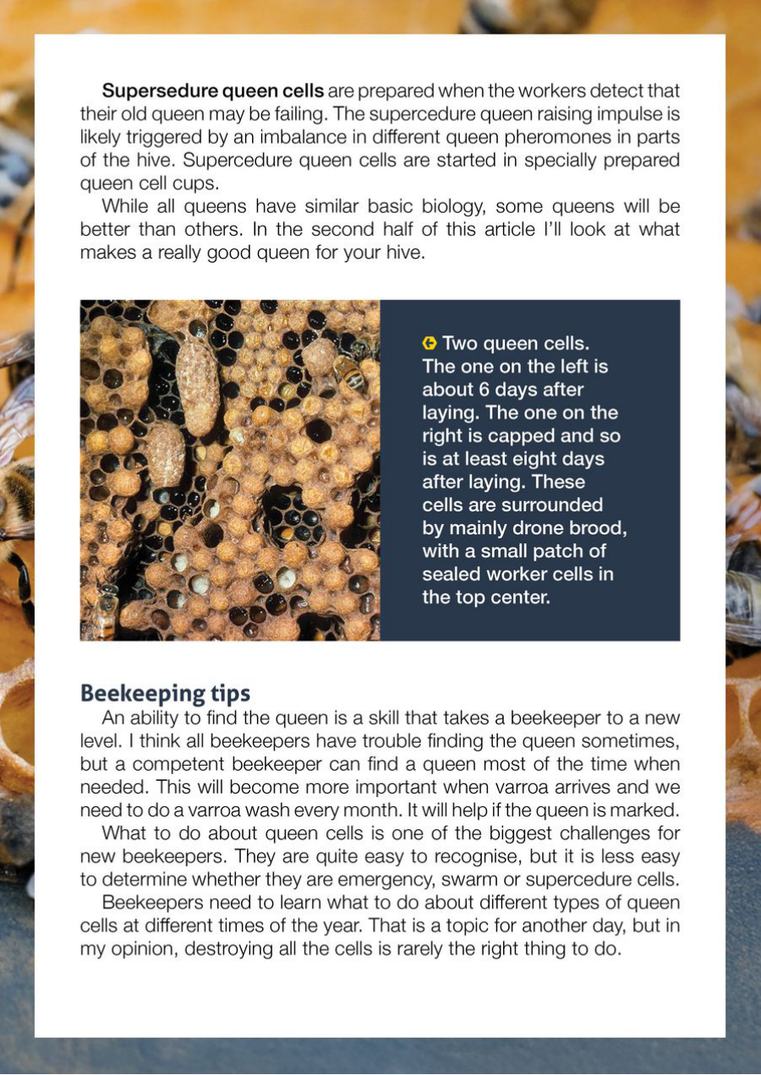 Supersedure queen cells are prepared when the workers detect that
their old queen may be failing. The supercedure queen raising impulse is
likely triggered by an imbalance in different queen pheromones in parts
of the hive. Supercedure queen cells are started in specially prepared
queen cell cups.
While all queens have similar basic biology, some queens will be
better than others. In the second half of this article I'll look at what
makes a really good queen for your hive.
Two queen cells.
The one on the left is
about 6 days after
laying. The one on the
right is capped and so
is at least eight days
after laying. These
cells are surrounded
by mainly drone brood,
with a small patch of
sealed worker cells in
the top center.
Beekeeping tips
An ability to find the queen is a skill that takes a beekeeper to a new
level. I think all beekeepers have trouble finding the queen sometimes,
but a competent beekeeper can find a queen most of the time when
needed. This will become more important when varroa arrives and we
need to do a varroa wash every month. It will help if the queen is marked.
What to do about queen cells is one of the biggest challenges for
new beekeepers. They are quite easy to recognise, but it is less easy
to determine whether they are emergency, swarm or supercedure cells.
Beekeepers need to learn what to do about different types of queen
cells at different times of the year. That is a topic for another day, but in
my opinion, destroying all the cells is rarely the right thing to do.